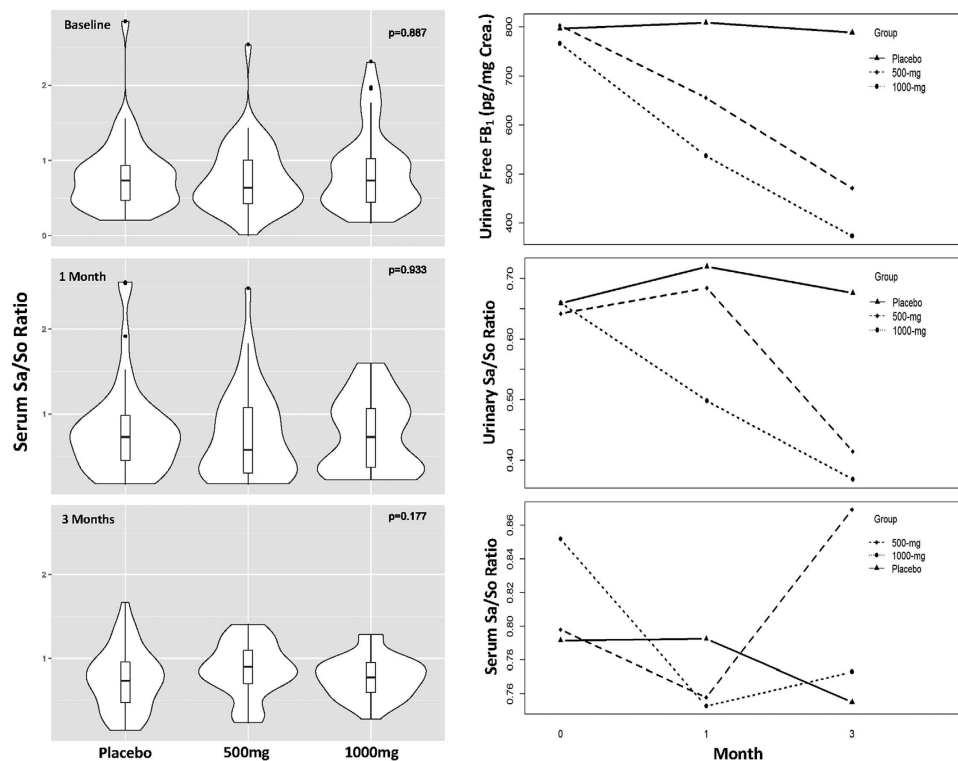 Baseline
p=0.887
2
1
0
1 Month
p=0.933
2
1
3 Months
p=0.177
2
1
Serum Sa/So Ratio
Placebo
500mg
1000mg
Urinary Free FB₁ (pg/mg Crea.)
800
700
600
500
400
Group
Placebo
500-mg
1000-mg
Urinary Sa/So Ratio
0.70
0.60
0.50
0.40
Group
Placebo
500-mg
1000-mg
Serum Sa/So Ratio
0.86
0.84
0.80
0.78
0.76
Group
500-mg
1000-mg
Placebo
0
1
3
Month